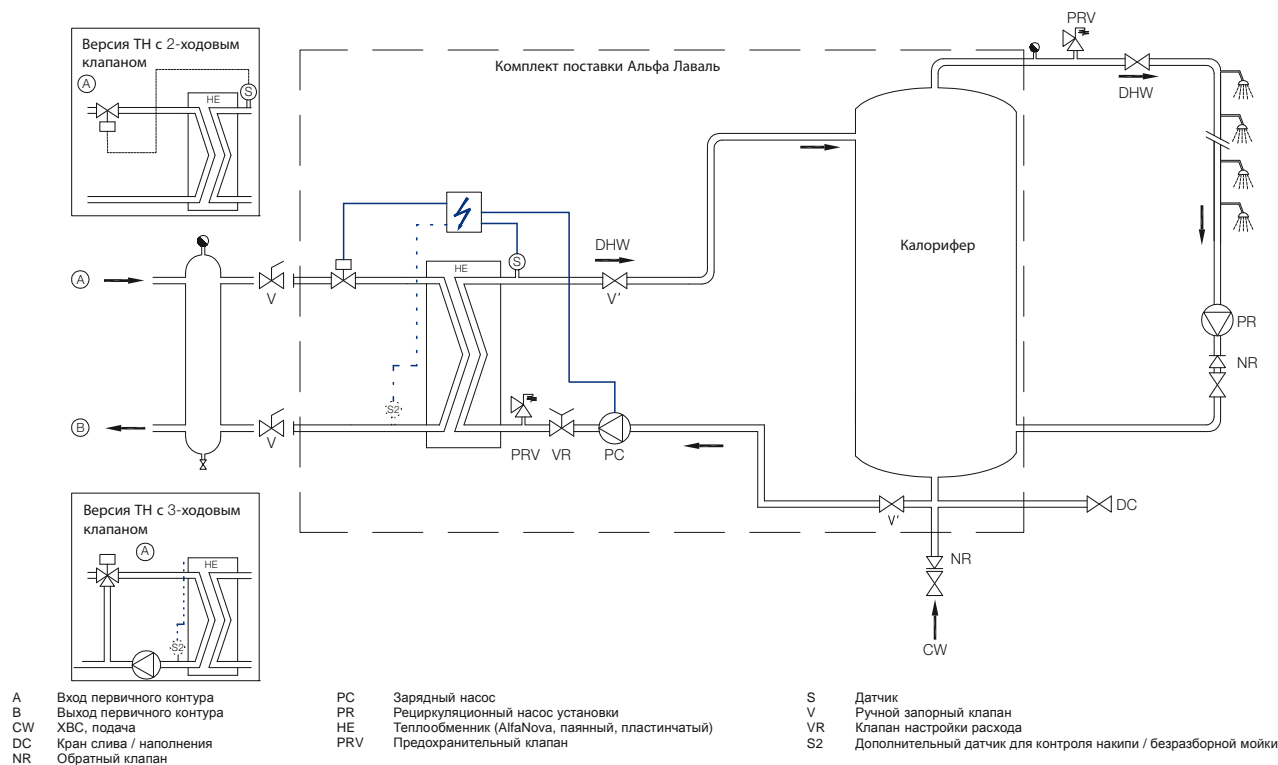 Версия ТН с 2-ходовым
клапаном
A
HE
S
Комплект поставки Альфа Лаваль
PRV
DHW
A
V
HE
S
DHW
V'
Калорифер
PR
NR
B
V
S2
PRV
VR
PC
V'
DC
NR
CW
Версия ТН с 3-ходовым
клапаном
A
HE
S2
A Вход первичного контура
B Выход первичного контура
CW ХВС, подача
DC Кран слива / наполнения
NR Обратный клапан
PC Зарядный насос
PR Рециркуляционный насос установки
HE Теплообменник (AlfaNova, паянный, пластинчатый)
PRV Предохранительный клапан
S Датчик
V Ручной запорный клапан
VR Клапан настройки расхода
S2 Дополнительный датчик для контроля накипи / безразборной мойки